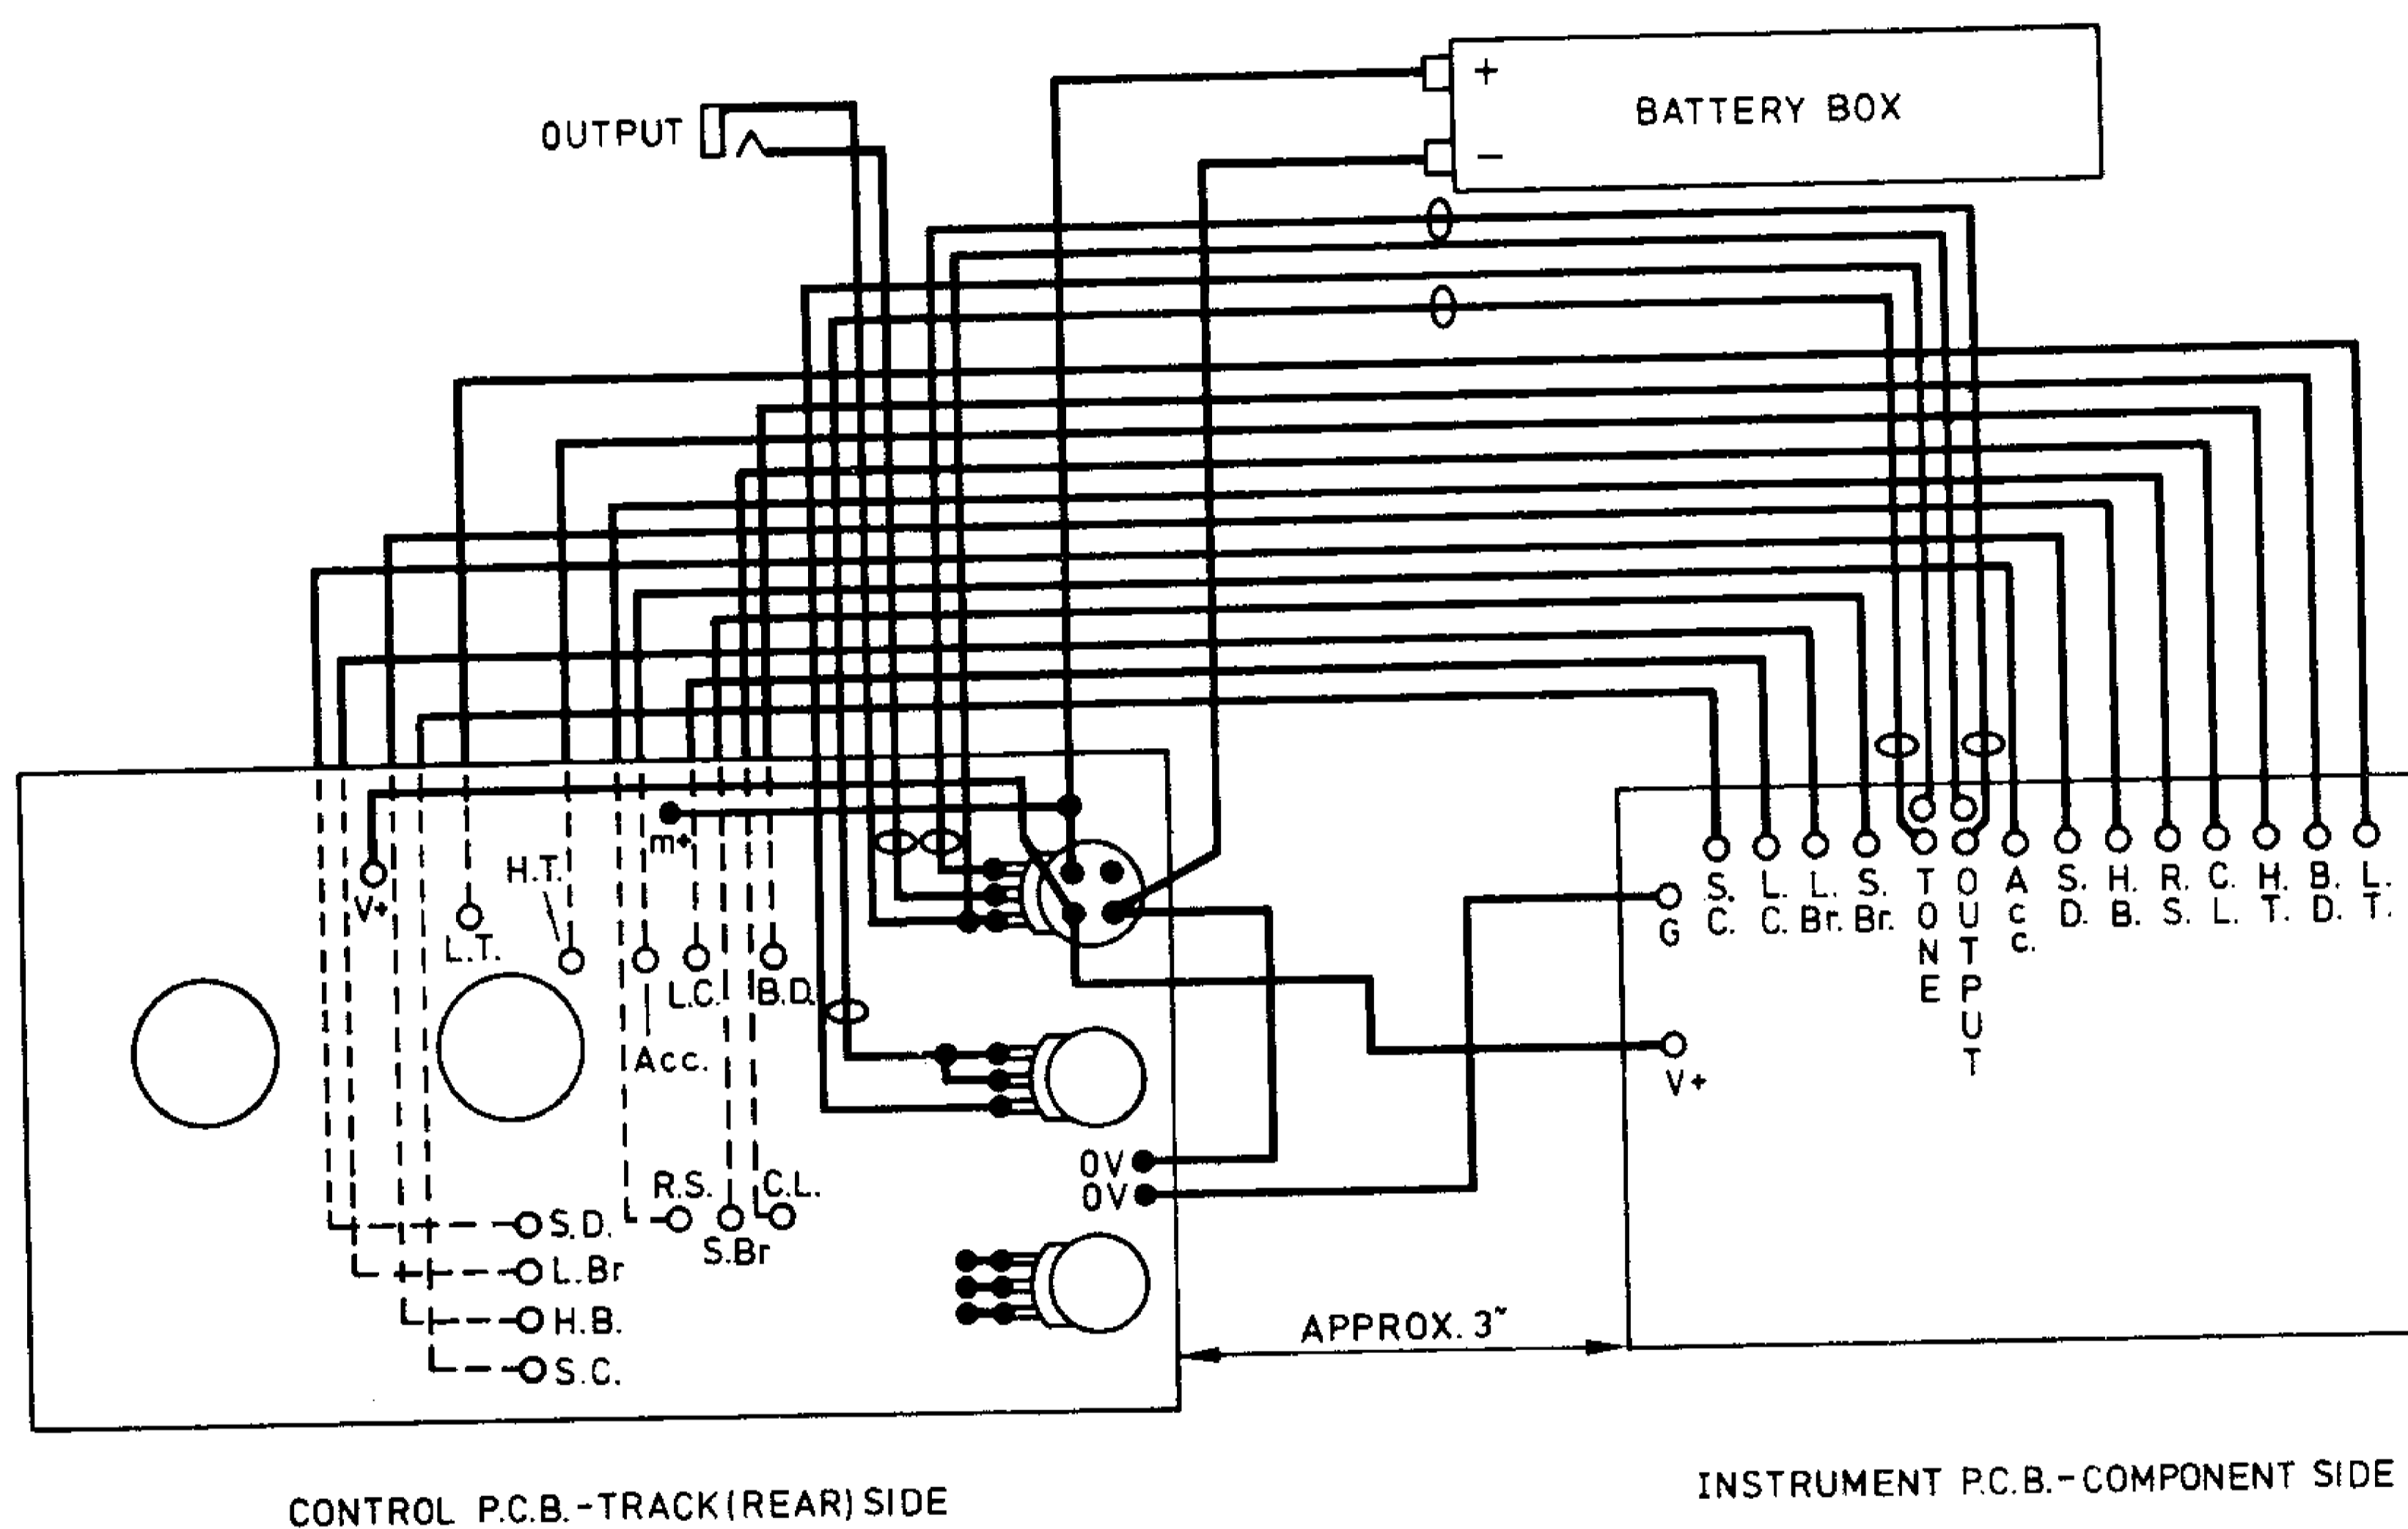 +
BATTERY BOX
−
OUTPUT
m+
H.T.
V+
L.T.
L.C.
B.D.
Acc.
R.S.
C.L.
S.Br
S.D.
L.Br
H.B.
S.C.
0V
0V
G
S.C.
L.C.
L.Br.
S.Br.
TONE
OUTPUT
Acc.
S.D.
H.B.
R.S.
C.L.
H.T.
B.D.
L.T.
V+
APPROX. 3"
CONTROL P.C.B.-TRACK(REAR)SIDE
INSTRUMENT P.C.B.-COMPONENT SIDE